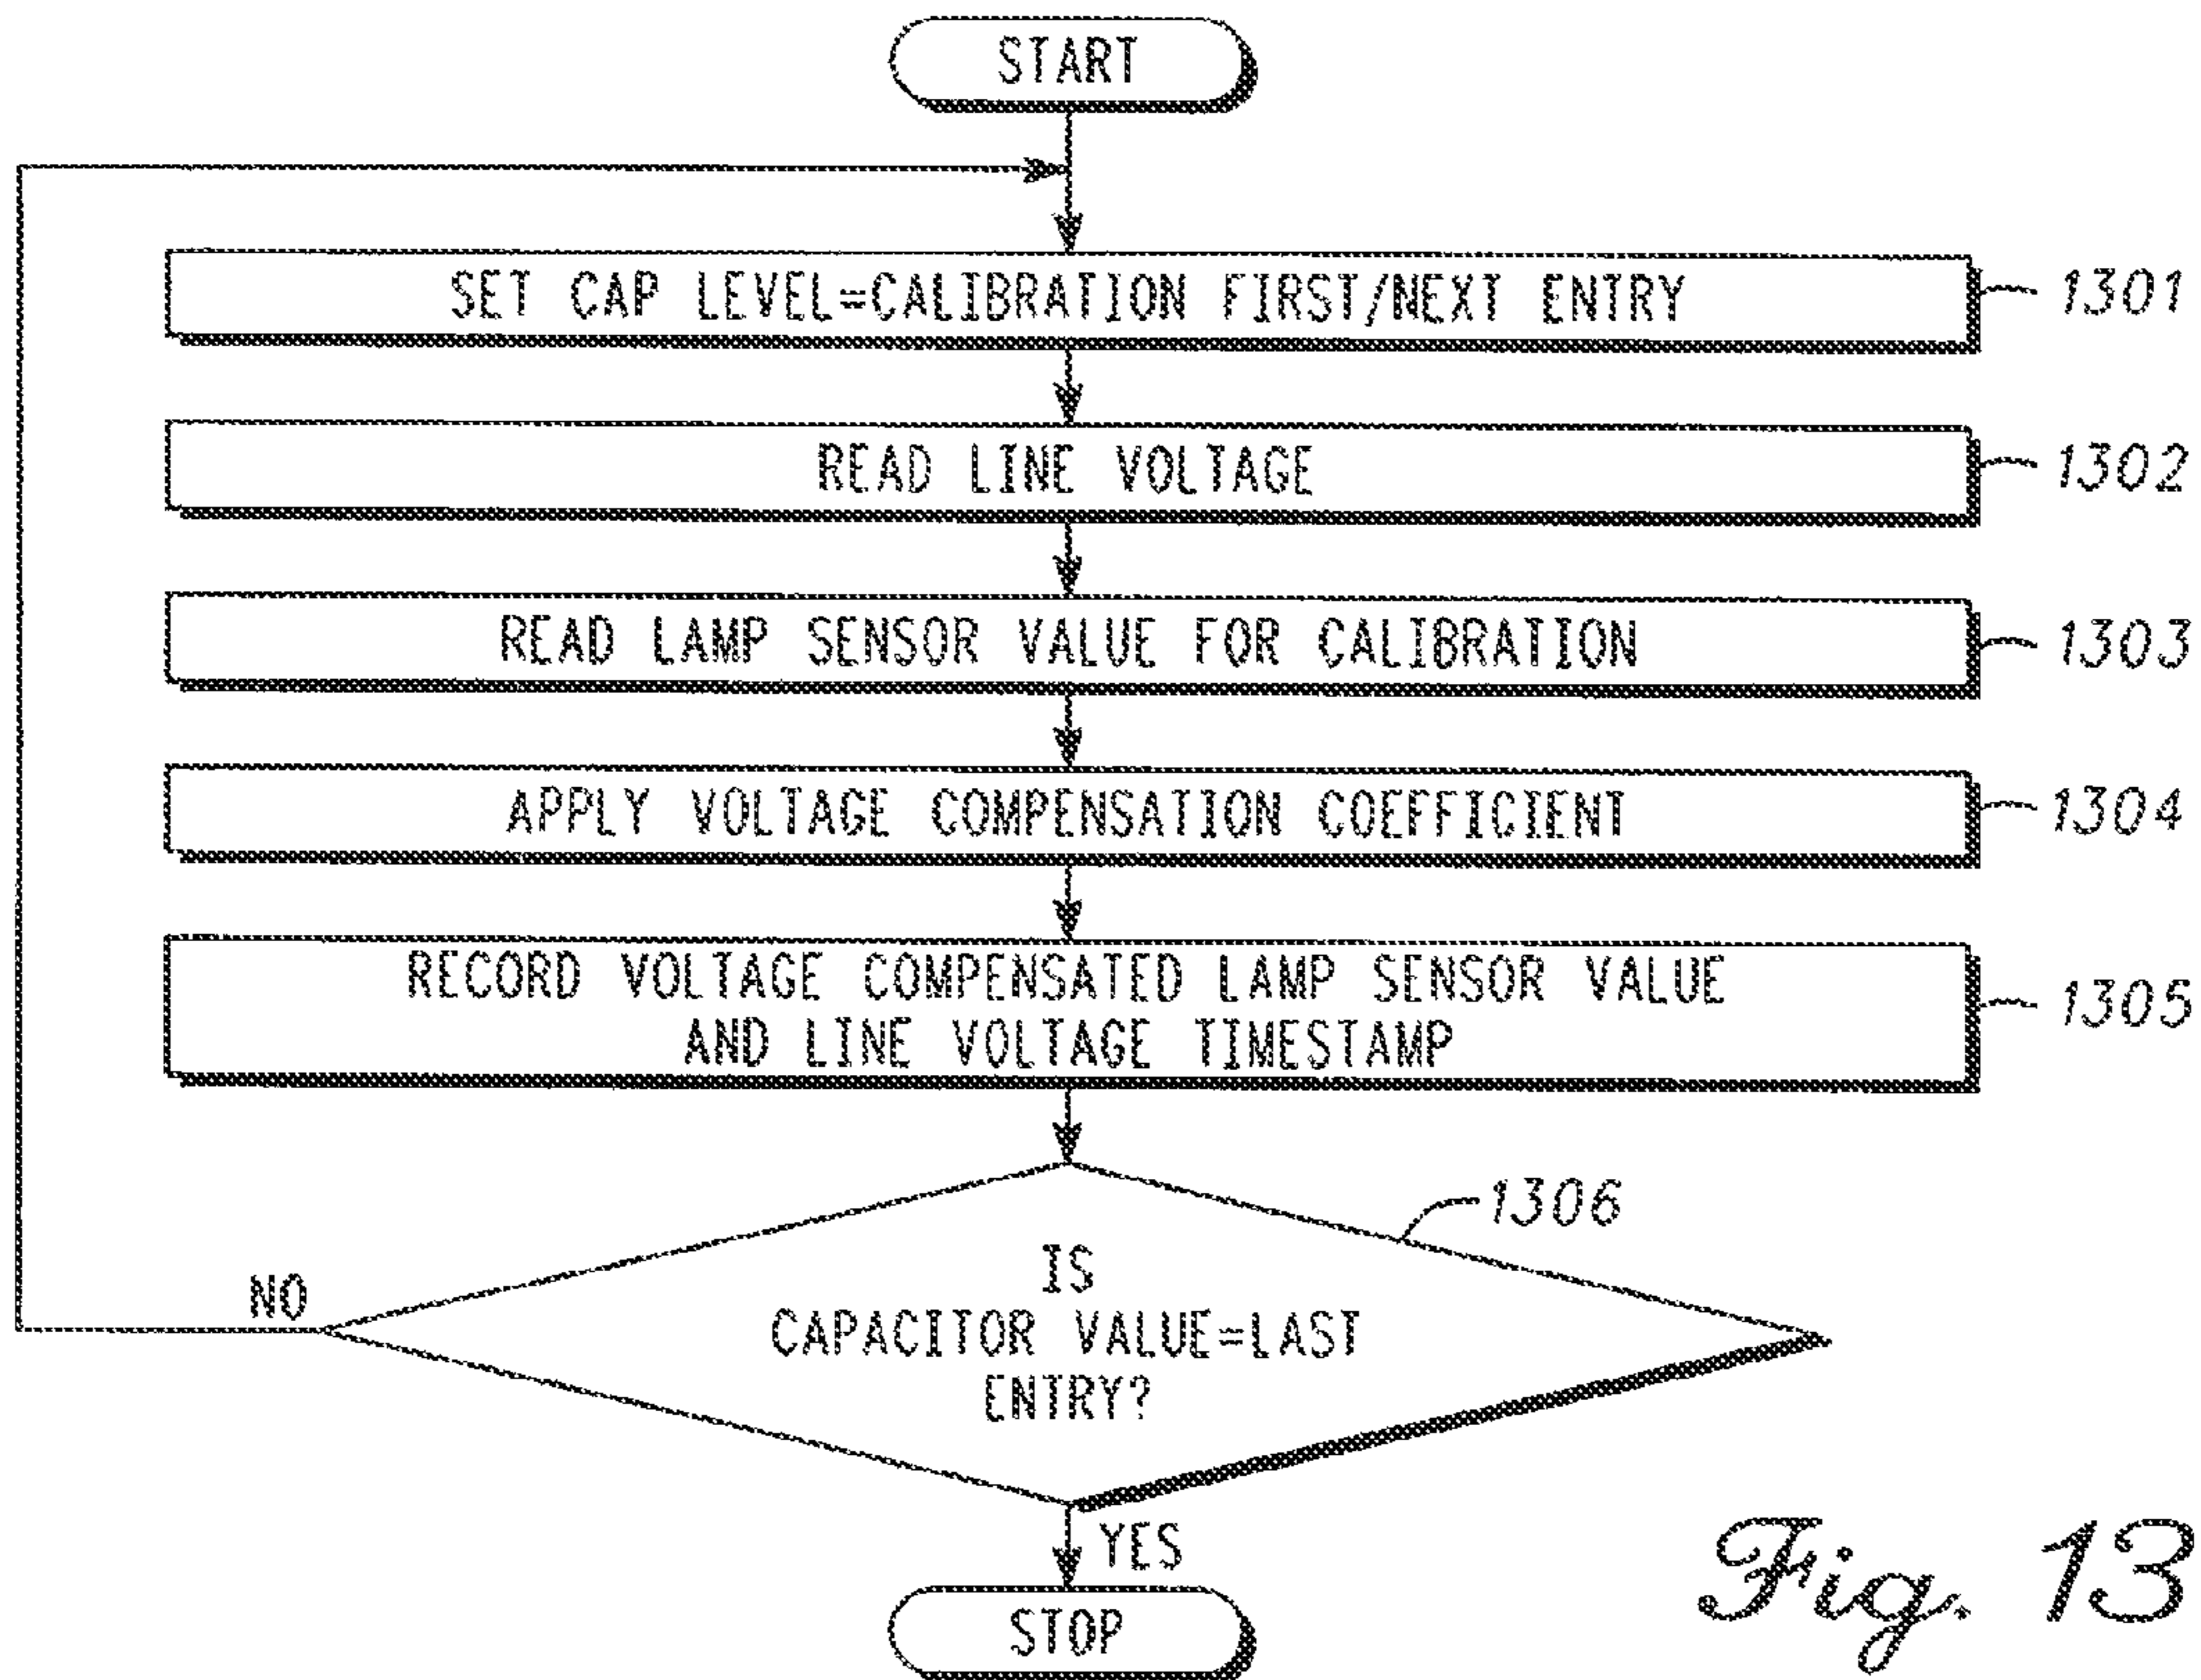 START
SET CAP LEVEL=CALIBRATION FIRST/NEXT ENTRY
1301
READ LINE VOLTAGE
1302
READ LAMP SENSOR VALUE FOR CALIBRATION
1303
APPLY VOLTAGE COMPENSATION COEFFICIENT
1304
RECORD VOLTAGE COMPENSATED LAMP SENSOR VALUE
AND LINE VOLTAGE TIMESTAMP
1305
1306
IS
CAPACITOR VALUE=LAST
ENTRY?
NO
YES
STOP
Fig. 13